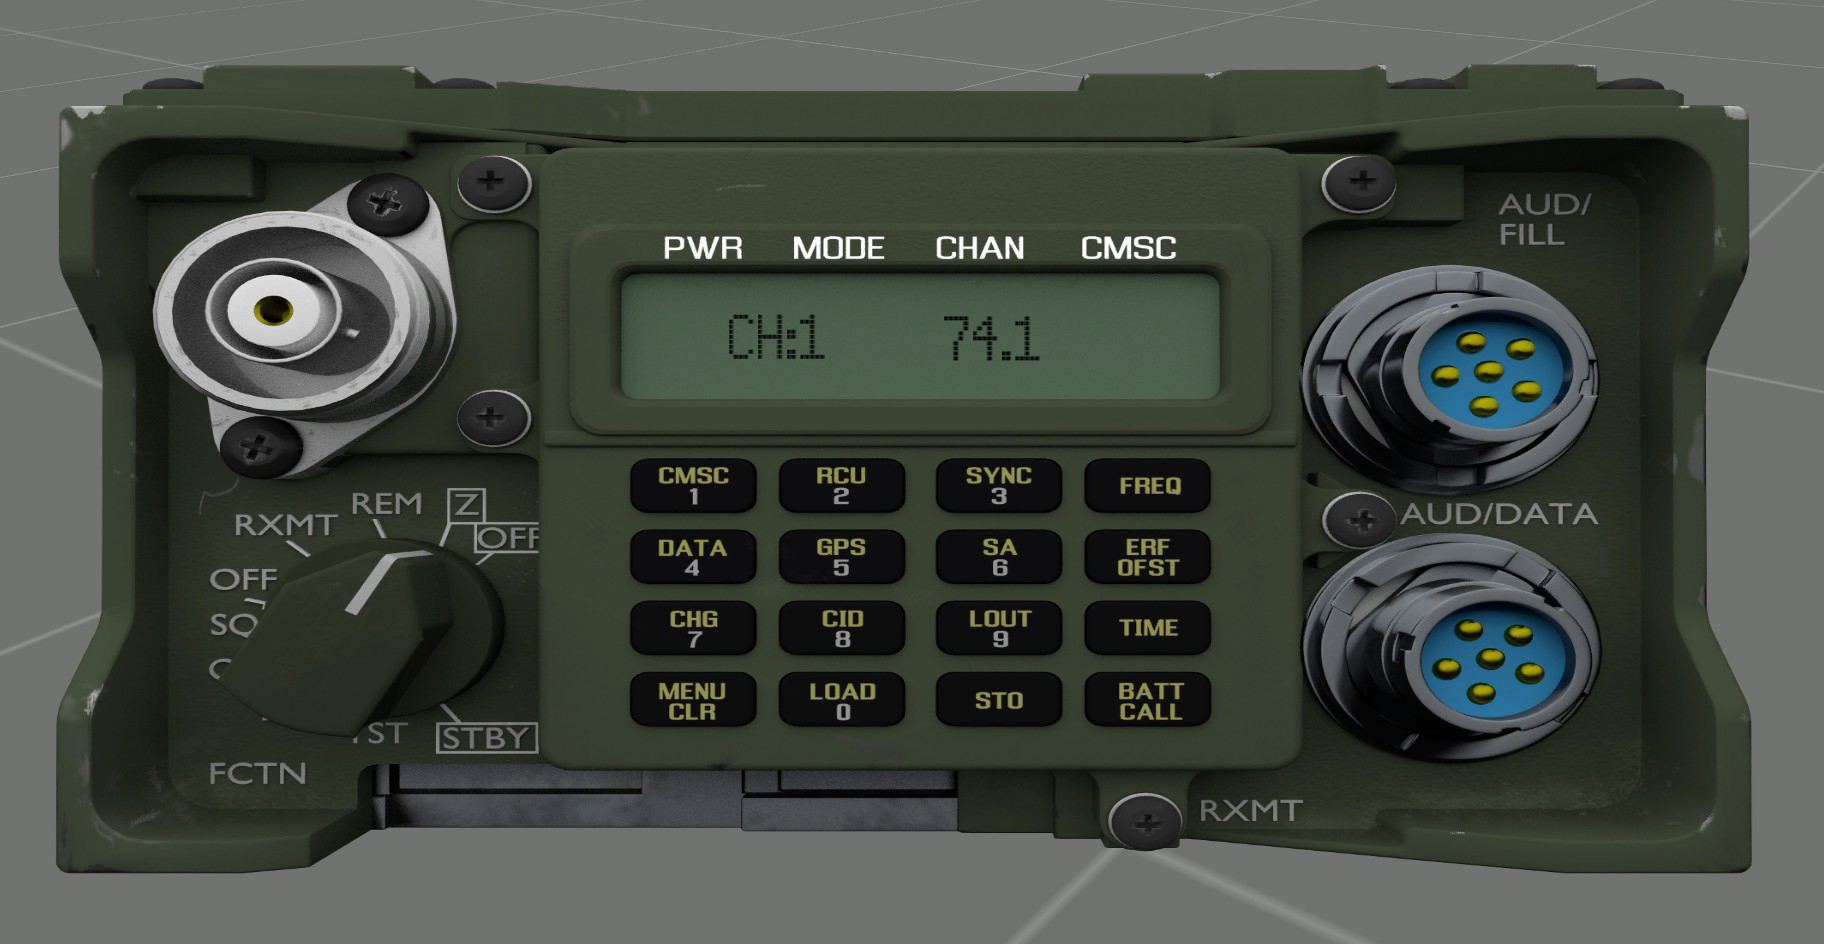 AUD/
FILL
PWR MODE CHAN CMSC
CH:1 74.1
CMSC
1
RCU
2
SYNC
3
FREQ
DATA
4
GPS
5
SA
6
ERF
OFST
CHG
7
CID
8
LOUT
9
TIME
MENU
CLR
LOAD
0
STO
BATT
CALL
REM
Z
RXMT
OFF
OFF
STBY
FCTN
AUD/DATA
RXMT